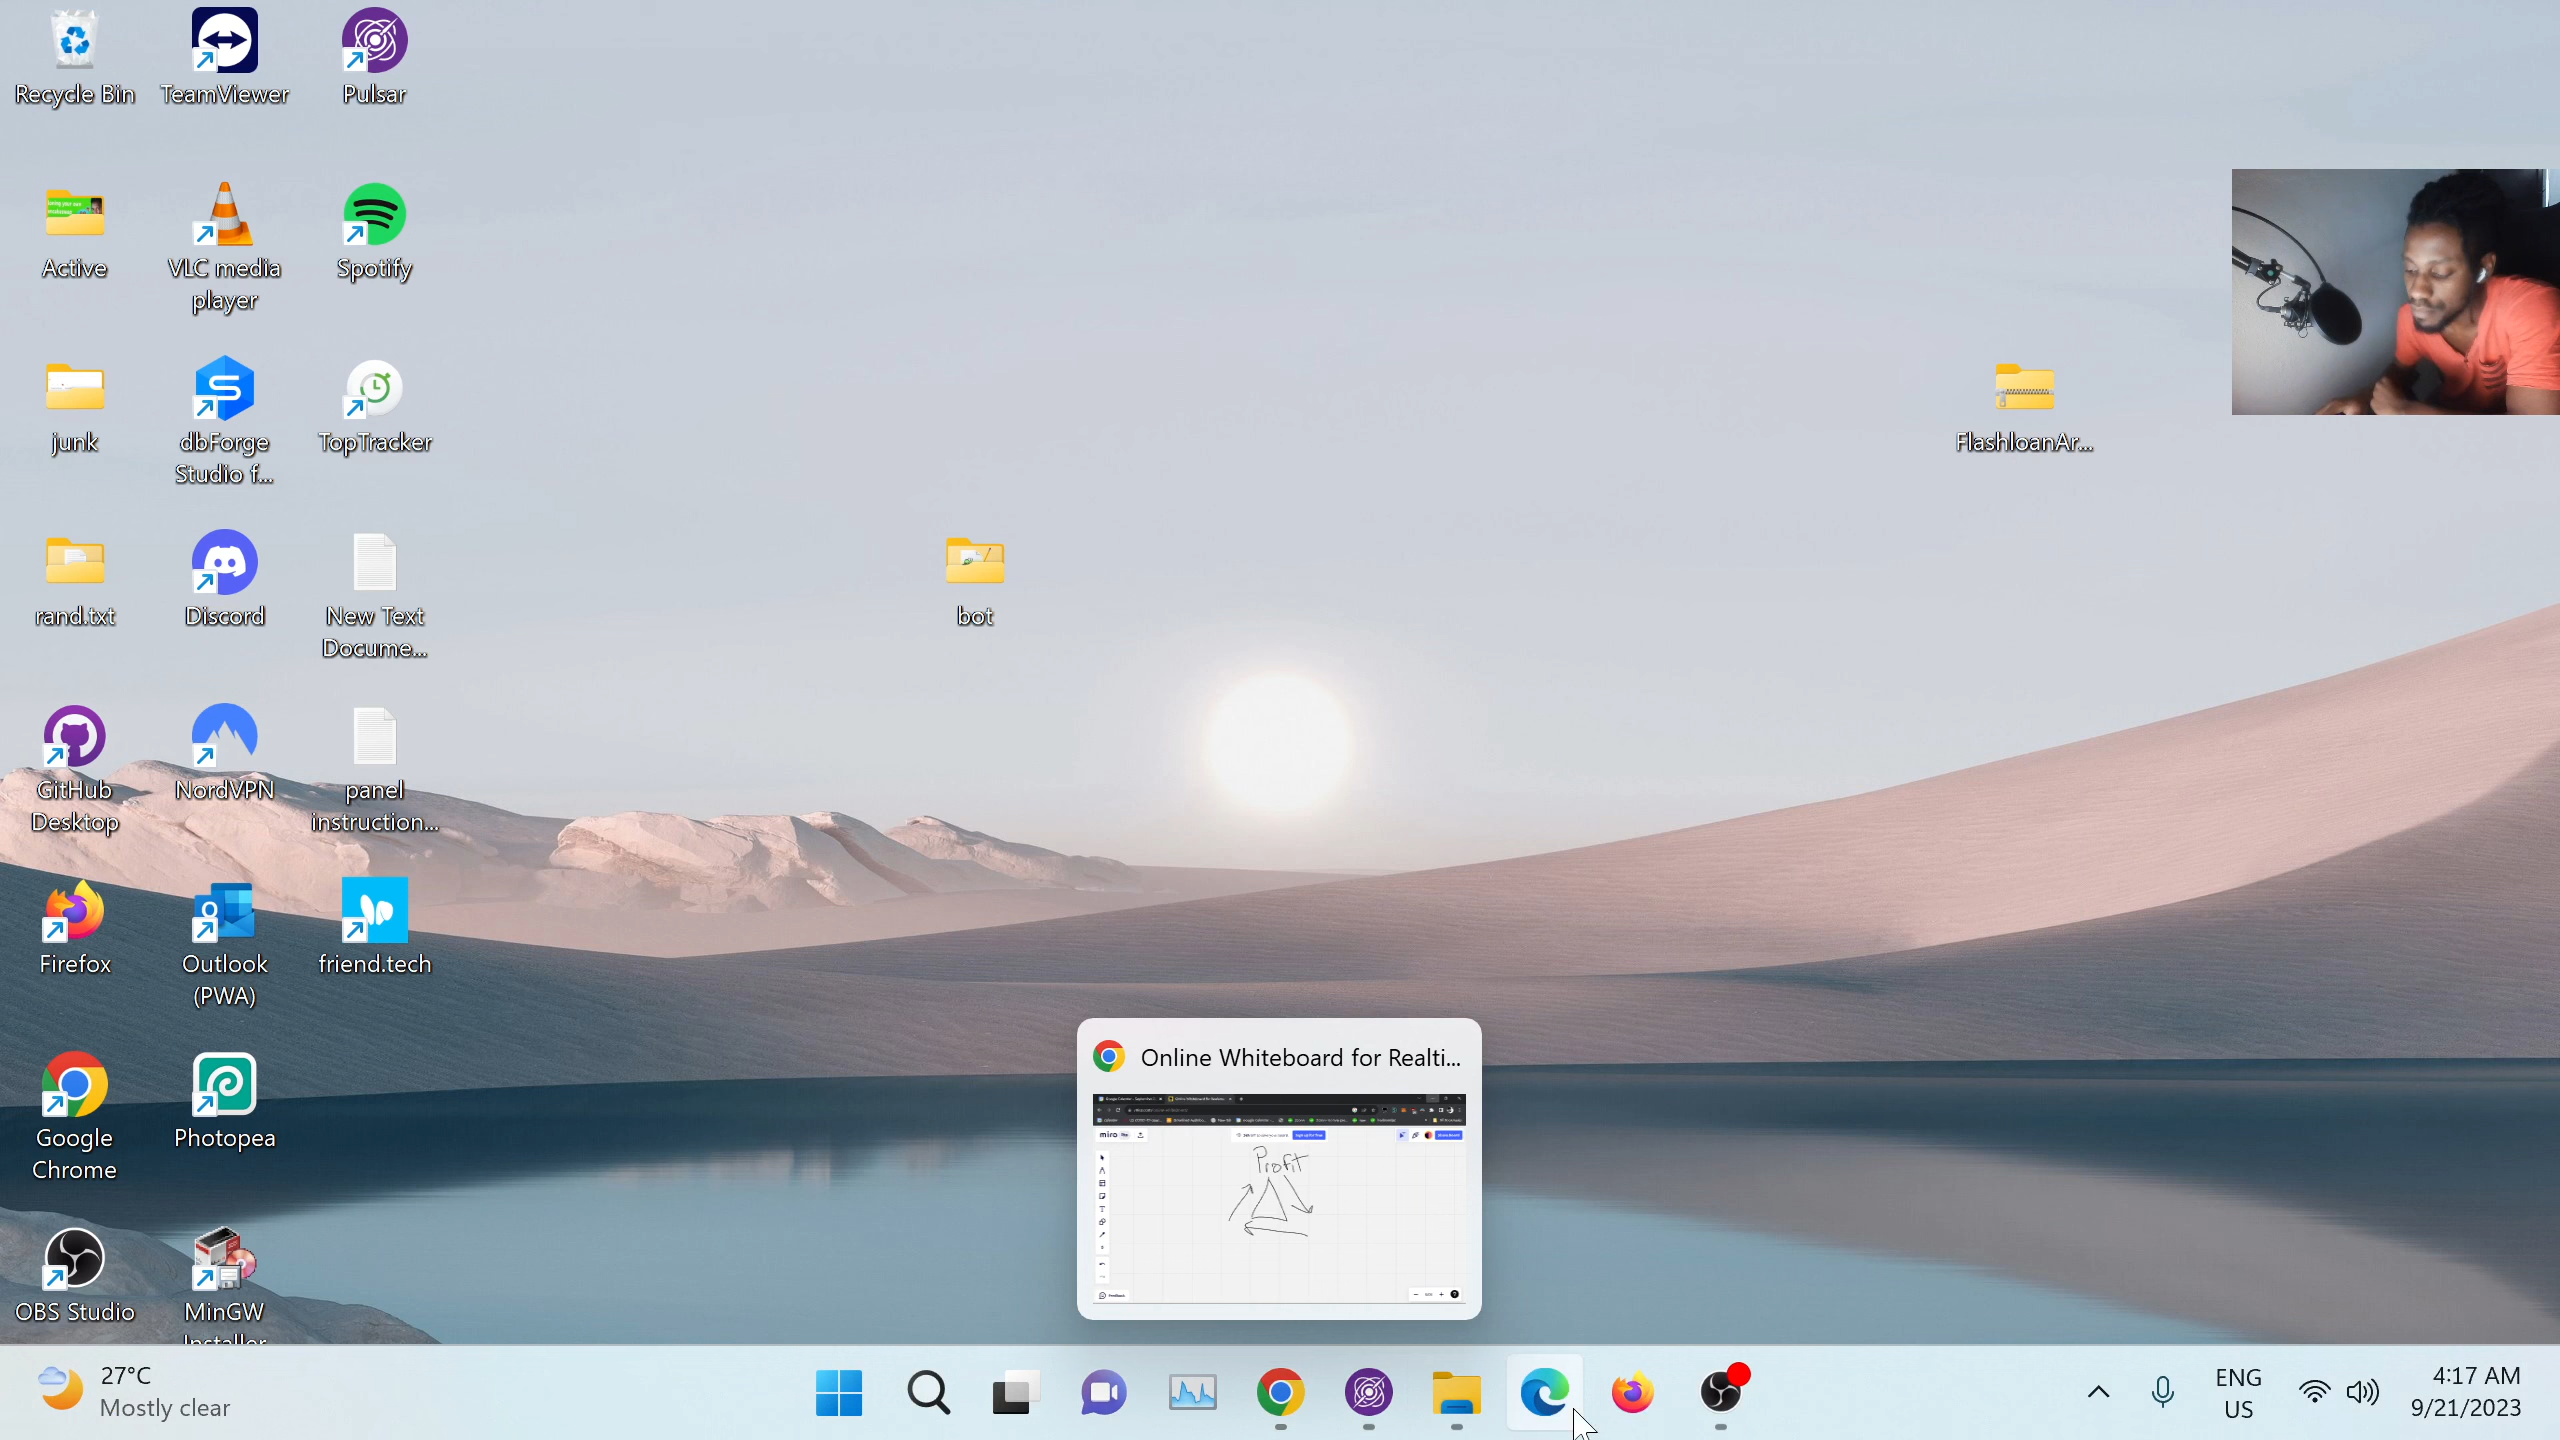 Recycle Bin
TeamViewer
Pulsar
Active
VLC media
player
Spotify
junk
dbForge
Studio f...
TopTracker
FlashloanAr...
rand.txt
Discord
New Text
Docume...
bot
GitHub
Desktop
NordVPN
panel
instruction...
Firefox
Outlook
(PWA)
friend.tech
Google
Chrome
Photopea
OBS Studio
MinGW
Installer
Online Whiteboard for Realti...
miro
Profit
27°C
Mostly clear
ENG
US
4:17 AM
9/21/2023